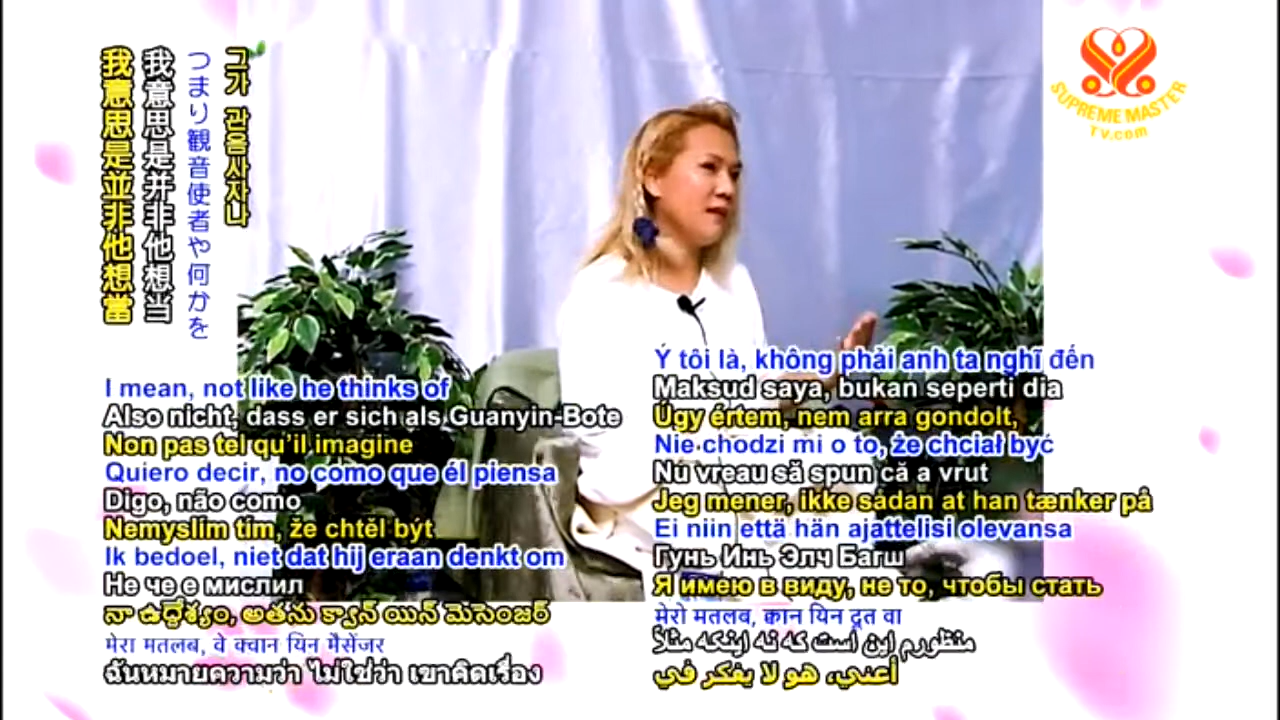 我意思是並非他想當
我意思是并非他想当
つまり観音使者や何かを
그가 관음사자나
SUPREME MASTER
TV.com
I mean, not like he thinks of
Also nicht, dass er sich als Guanyin-Bote
Non pas tel qu'il imagine
Quiero decir, no como que él piensa
Digo, não como
Nemyslím tím, že chtěl být
Ik bedoel, niet dat hij eraan denkt om
Не че е мислил
నా ఉద్దేశ్యం, అతను క్వాన్ యిన్ మెసెంజర్
मेरा मतलब, वे क्वान यिन मैसेंजर
ฉันหมายความว่า ไม่ใช่ว่า เขาคิดเรื่อง
Ý tôi là, không phải anh ta nghĩ đến
Maksud saya, bukan seperti dia
Úgy értem, nem arra gondolt,
Nie chodzi mi o to, że chciał być
Nu vreau să spun că a vrut
Jeg mener, ikke sådan at han tænker på
Ei niin että hän ajattelisi olevansa
Гунь Инь Элч Багш
Я имею в виду, не то, чтобы стать
मेरो मतलब, क्वान यिन दूत वा
منظورم این است که نه اینکه مثلاً
أعني، هو لا يفكر في